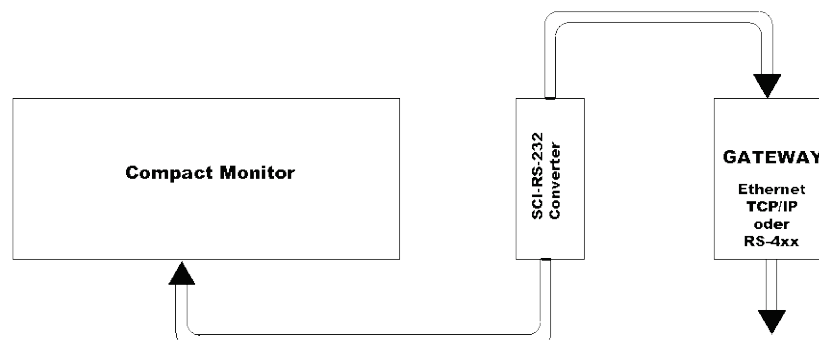 Compact Monitor
SCI-RS-232
Converter
GATEWAY
Ethernet
TCP/IP
oder
RS-4xx